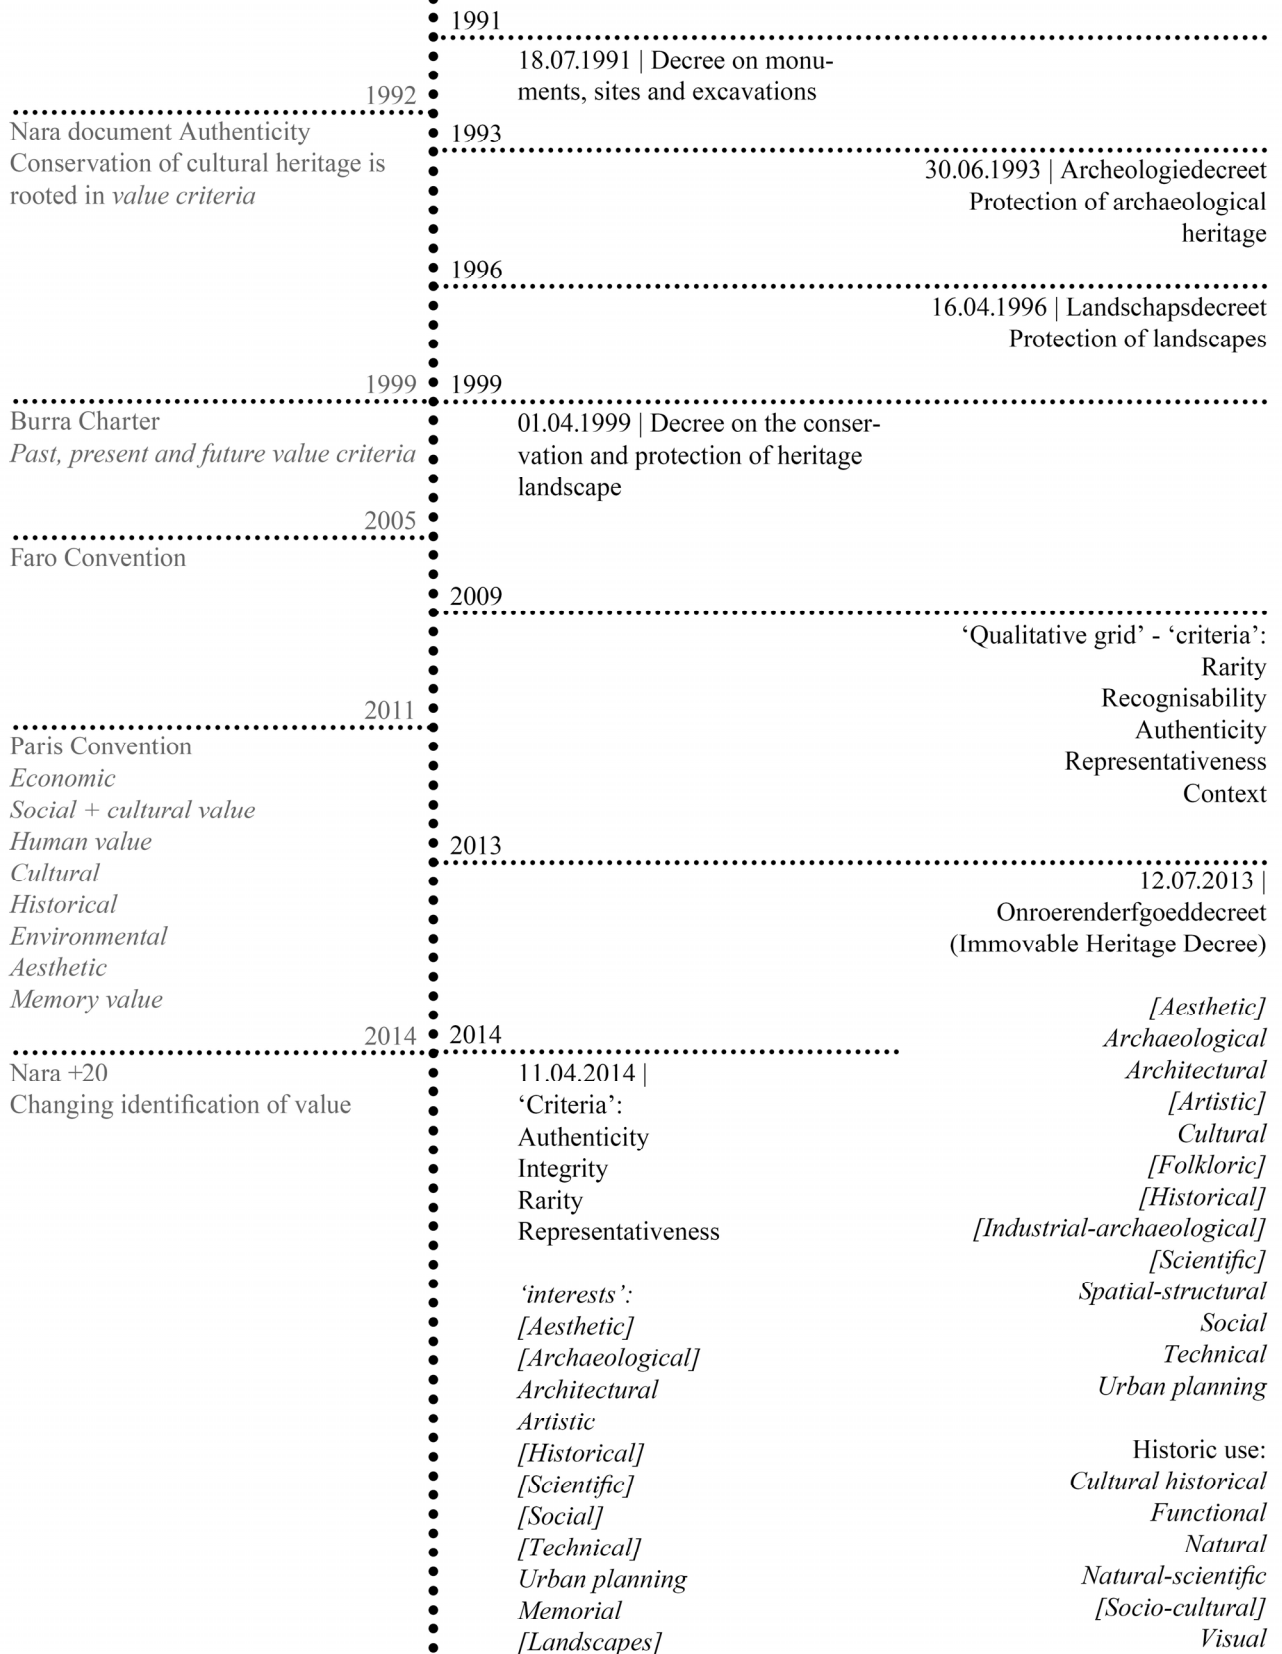 1991
18.07.1991 | Decree on monu-
ments, sites and excavations
1992
Nara document Authenticity
Conservation of cultural heritage is
rooted in value criteria
1993
30.06.1993 | Archeologiedecreet
Protection of archaeological
heritage
1996
16.04.1996 | Landschapsdecreet
Protection of landscapes
1999
Burra Charter
Past, present and future value criteria
1999
01.04.1999 | Decree on the conser-
vation and protection of heritage
landscape
2005
Faro Convention
2009
‘Qualitative grid’ - ‘criteria’:
Rarity
Recognisability
Authenticity
Representativeness
Context
2011
Paris Convention
Economic
Social + cultural value
Human value
Cultural
Historical
Environmental
Aesthetic
Memory value
2013
12.07.2013 |
Onroerenderfgoeddecreet
(Immovable Heritage Decree)
[Aesthetic]
Archaeological
Architectural
[Artistic]
Cultural
[Folkloric]
[Historical]
[Industrial-archaeological]
[Scientific]
Spatial-structural
Social
Technical
Urban planning
Historic use:
Cultural historical
Functional
Natural
Natural-scientific
[Socio-cultural]
Visual
2014
Nara +20
Changing identification of value
2014
11.04.2014 |
‘Criteria’:
Authenticity
Integrity
Rarity
Representativeness
‘interests’:
[Aesthetic]
[Archaeological]
Architectural
Artistic
[Historical]
[Scientific]
[Social]
[Technical]
Urban planning
Memorial
[Landscapes]